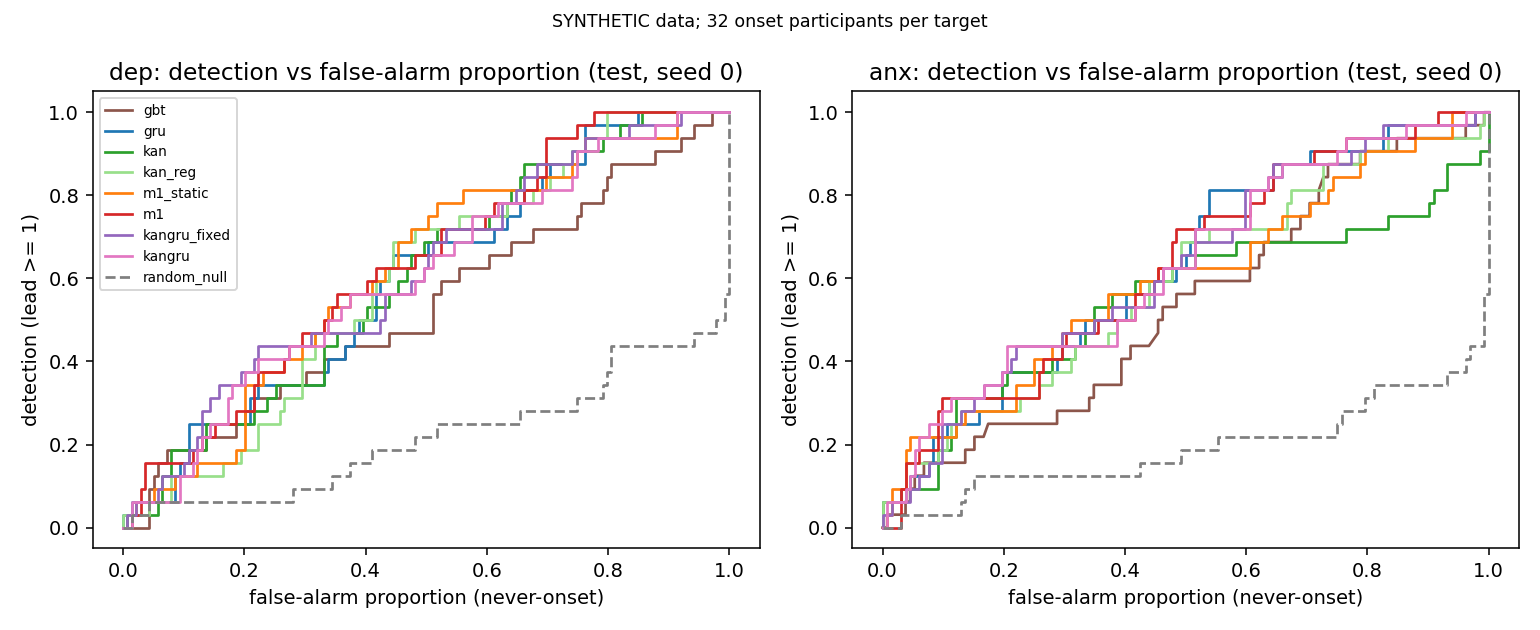 SYNTHETIC data; 32 onset participants per target
dep: detection vs false-alarm proportion (test, seed 0)
detection (lead >= 1)
1.0
0.8
0.6
0.4
0.2
0.0
gbt
gru
kan
kan_reg
m1_static
m1
kangru_fixed
kangru
random_null
0.0 0.2 0.4 0.6 0.8 1.0
false-alarm proportion (never-onset)
anx: detection vs false-alarm proportion (test, seed 0)
detection (lead >= 1)
1.0
0.8
0.6
0.4
0.2
0.0
0.0 0.2 0.4 0.6 0.8 1.0
false-alarm proportion (never-onset)